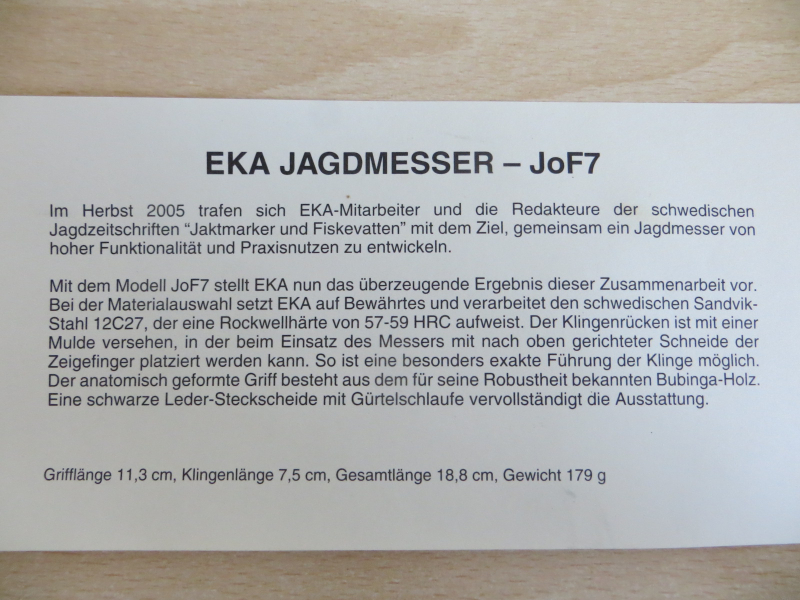 EKA JAGDMESSER – JoF7
Im Herbst 2005 trafen sich EKA-Mitarbeiter und die Redakteure der schwedischen
Jagdzeitschriften “Jaktmarker und Fiskevatten” mit dem Ziel, gemeinsam ein Jagdmesser von
hoher Funktionalität und Praxisnutzen zu entwickeln.
Mit dem Modell JoF7 stellt EKA nun das überzeugende Ergebnis dieser Zusammenarbeit vor.
Bei der Materialauswahl setzt EKA auf Bewährtes und verarbeitet den schwedischen Sandvik-
Stahl 12C27, der eine Rockwellhärte von 57-59 HRC aufweist. Der Klingenrücken ist mit einer
Mulde versehen, in der beim Einsatz des Messers mit nach oben gerichteter Schneide der
Zeigefinger platziert werden kann. So ist eine besonders exakte Führung der Klinge möglich.
Der anatomisch geformte Griff besteht aus dem für seine Robustheit bekannten Bubinga-Holz.
Eine schwarze Leder-Steckscheide mit Gürtelschlaufe vervollständigt die Ausstattung.
Grifflänge 11,3 cm, Klingenlänge 7,5 cm, Gesamtlänge 18,8 cm, Gewicht 179 g